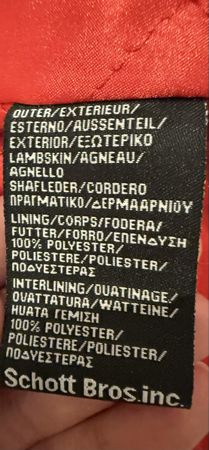 OUTER/EXTERIEUR/
ESTERNO/AUSSENTEIL/
EXTERIOR/ΕΞΩΤΕΡΙΚΟ
LAMBSKIN/AGNEAU/
AGNELLO
SHAFLEDER/CORDERO
ΠΡΑΓΜΑΤΙΚΟ/ΔΕΡΜΑΑΡΝΙΟΥ
LINING/CORPS/FODERA/
FUTTER/FORRO/ΕΠΕΝΔΥΣΗ
100% POLYESTER/
POLIESTERE/POLIESTER/
ΠΟΛΥΕΣΤΕΡΑΣ
INTERLINING/OUATINAGE/
OVATTATURA/WATTEINE/
HUATA ΓΕΜΙΣΗ
100% POLYESTER/
POLIESTERE/POLIESTER/
ΠΟΛΥΕΣΤΕΡΑΣ
Schott Bros.inc.